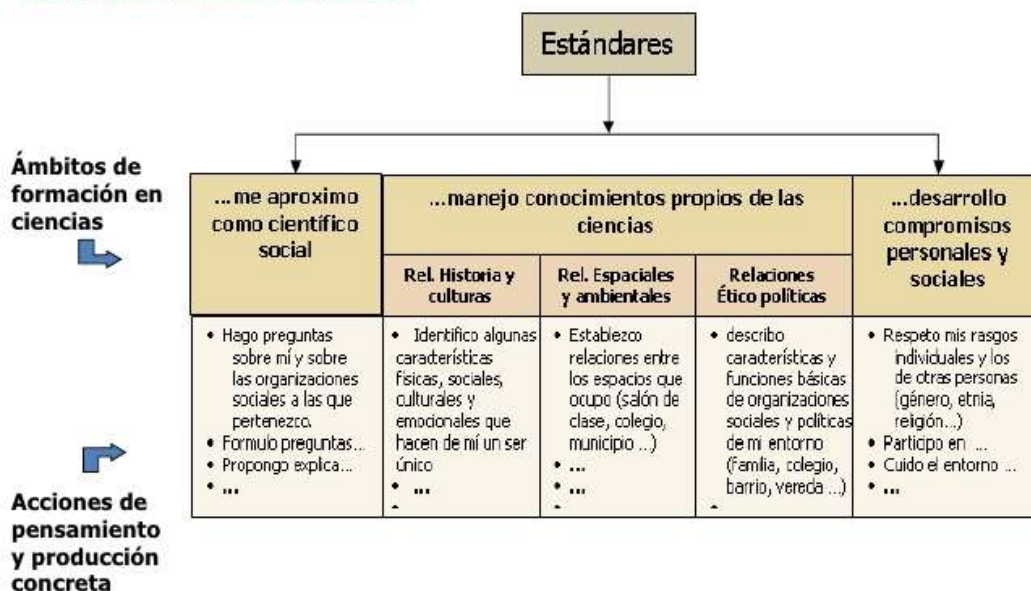 Estándares
Ámbitos de
formación en
ciencias
...me aproximo
como científico
social
...manejo conocimientos propios de las
ciencias
...desarrollo
compromisos
personales y
sociales
Rel. Historia y
culturas
Rel. Espaciales
y ambientales
Relaciones
Ético políticas
• Hago preguntas
sobre mí y sobre
las organizaciones
sociales a las que
pertenezco.
• Formulo preguntas...
• Propongo explica...
• ...
• Identifico algunas
características
físicas, sociales,
culturales y
emocionales que
hacen de mí un ser
único
• ...
•
• Establezco
relaciones entre
los espacios que
ocupo (salón de
clase, colegio,
municipio ...)
• ...
• ...
•
• describo
características y
funciones básicas
de organizaciones
sociales y políticas
de mi entorno
(familia, colegio,
barrio, vereda ...)
•
• Respeto mis rasgos
individuales y los
de otras personas
(género, etnia,
religión...)
• Participo en ...
• Cuido el entorno ...
• ...
Acciones de
pensamiento
y producción
concreta